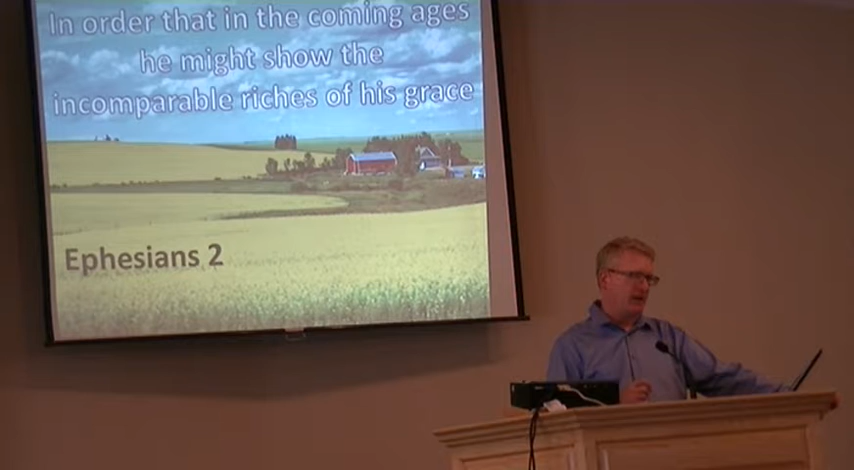 In order that in the coming ages
he might show the
incomparable riches of his grace
Ephesians 2